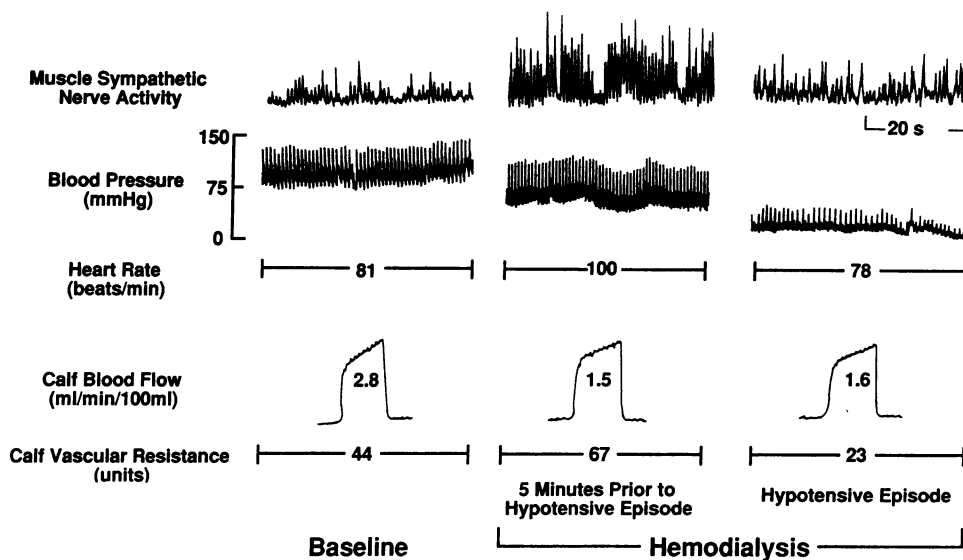 Muscle Sympathetic
Nerve Activity
20 s
150
75
0
Blood Pressure
(mmHg)
Heart Rate
(beats/min)
81
100
78
Calf Blood Flow
(ml/min/100ml)
2.8
1.5
1.6
Calf Vascular Resistance
(units)
44
67
23
5 Minutes Prior to
Hypotensive Episode
Hypotensive Episode
Baseline
Hemodialysis